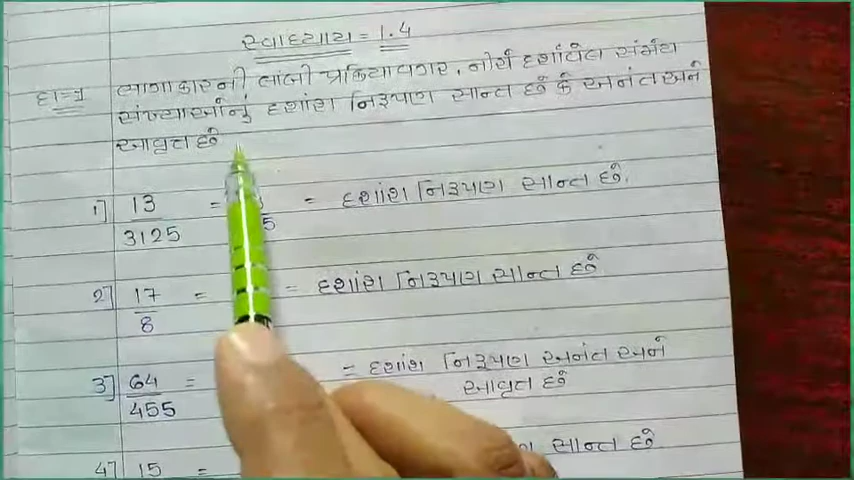 સ્વાધ્યાય = 1.4
દા=1 ભાગાકારની લાંબી પ્રક્રિયા વગર, નીચે દર્શાવેલ સંમેય
સંખ્યાઓનું દશાંશ નિરૂપણ સાન્ત છે કે અનંત અને
આવૃત્ત છે
1] 13/3125 = = દશાંશ નિરૂપણ સાન્ત છે.
2] 17/8 = = દશાંશ નિરૂપણ સાન્ત છે
3] 64/455 = = દશાંશ નિરૂપણ અનંત અને
આવૃત છે
4] 15 = સાન્ત છે